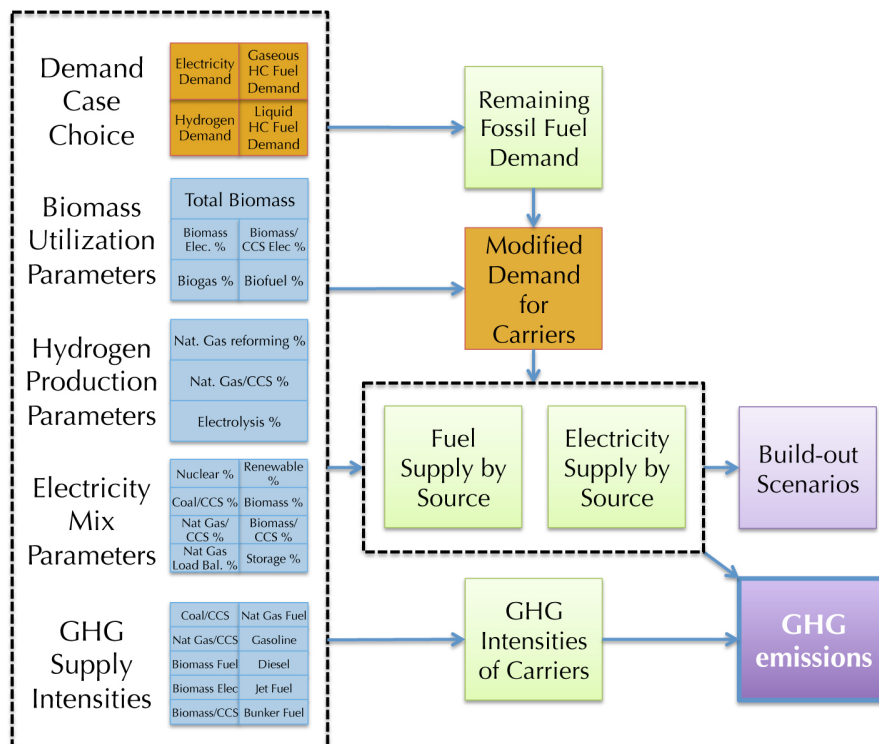 Demand
Case
Choice
Electricity
Demand
Gaseous
HC Fuel
Demand
Hydrogen
Demand
Liquid
HC Fuel
Demand
Biomass
Utilization
Parameters
Total Biomass
Biomass
Elec. %
Biomass/
CCS Elec %
Biogas %
Biofuel %
Hydrogen
Production
Parameters
Nat. Gas reforming %
Nat. Gas/CCS %
Electrolysis %
Electricity
Mix
Parameters
Nuclear %
Renewable
%
Coal/CCS %
Biomass %
Nat Gas/
CCS %
Biomass/
CCS %
Nat Gas
Load Bal. %
Storage %
GHG
Supply
Intensities
Coal/CCS
Nat Gas Fuel
Nat Gas/CCS
Gasoline
Biomass Fuel
Diesel
Biomass Elec
Jet Fuel
Biomass/CCS
Bunker Fuel
Remaining
Fossil Fuel
Demand
Modified
Demand
for
Carriers
Fuel
Supply by
Source
Electricity
Supply by
Source
Build-out
Scenarios
GHG
Intensities
of Carriers
GHG
emissions